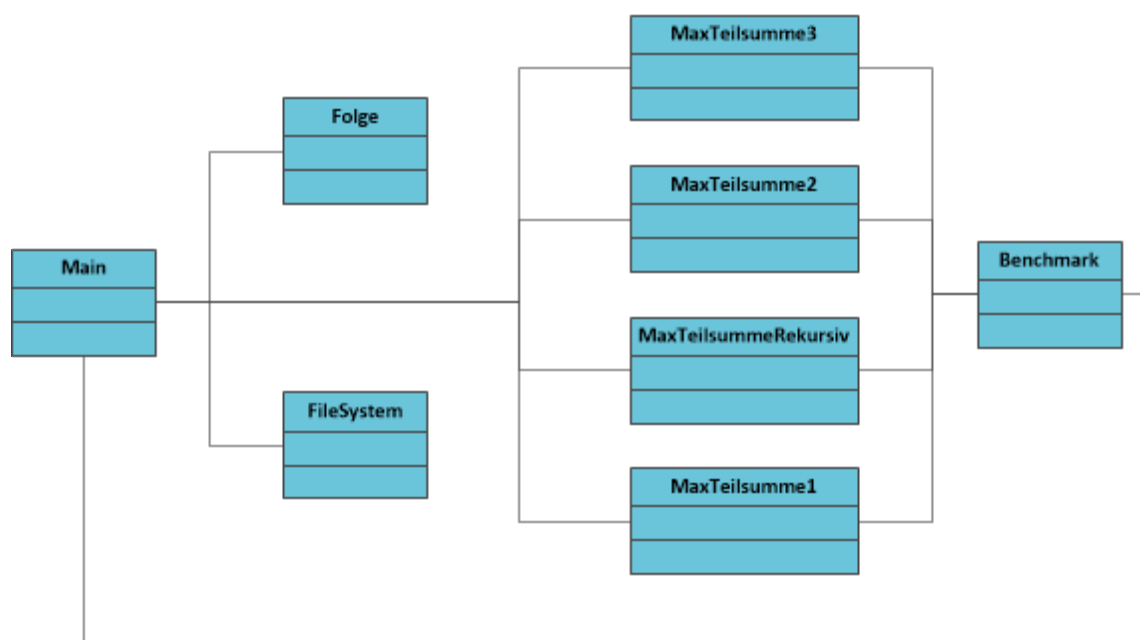 MaxTeilsumme3
Folge
MaxTeilsumme2
Main
Benchmark
MaxTeilsummeRekursiv
FileSystem
MaxTeilsumme1